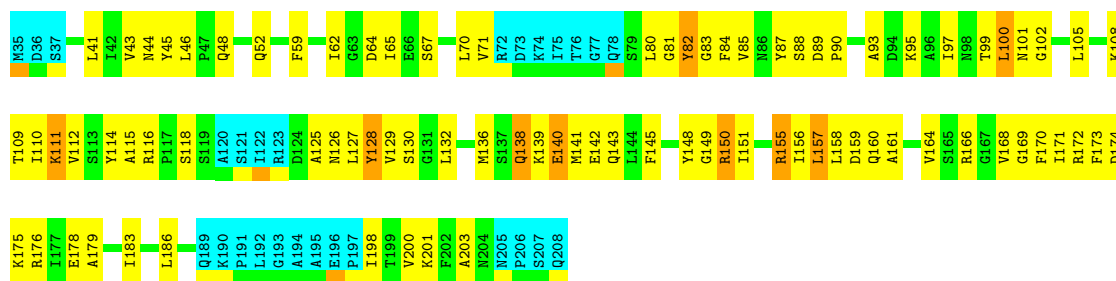 M35 D36 S37 L41 I42 V43 N44 Y45 L46 P47 Q48 Q52 F59 I62 G63 D64 I65 E66 S67 L70 V71 R72 D73 K74 I75 T76 G77 Q78 S79 L80 G81 Y82 G83 F84 V85 N86 Y87 S88 D89 P90 A93 D94 K95 A96 I97 N98 T99 L100 N101 G102 L105 K108
T109 I110 K111 V112 S113 Y114 A115 R116 P117 S118 S119 A120 S121 I122 R123 D124 A125 N126 L127 Y128 V129 S130 G131 L132 M136 S137 Q138 K139 E140 M141 E142 Q143 L144 F145 Y148 G149 R150 I151 R155 I156 L157 L158 D159 Q160 A161 V164 S165 R166 G167 V168 G169 F170 I171 R172 F173 D174
K175 R176 I177 E178 A179 I183 L186 Q189 K190 P191 L192 G193 A194 A195 E196 P197 I198 T199 V200 K201 F202 A203 N204 N205 P206 S207 Q208